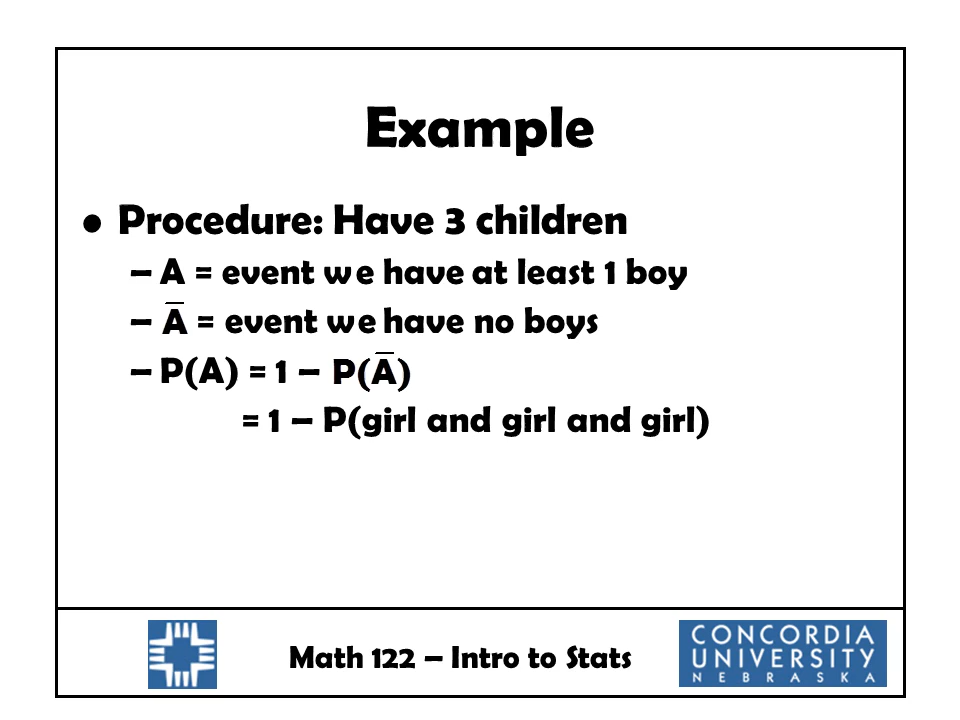 Example
• Procedure: Have 3 children
– A = event we have at least 1 boy
– A̅ = event we have no boys
– P(A) = 1 – P(A̅)
= 1 – P(girl and girl and girl)
Math 122 – Intro to Stats
CONCORDIA
UNIVERSITY
NEBRASKA